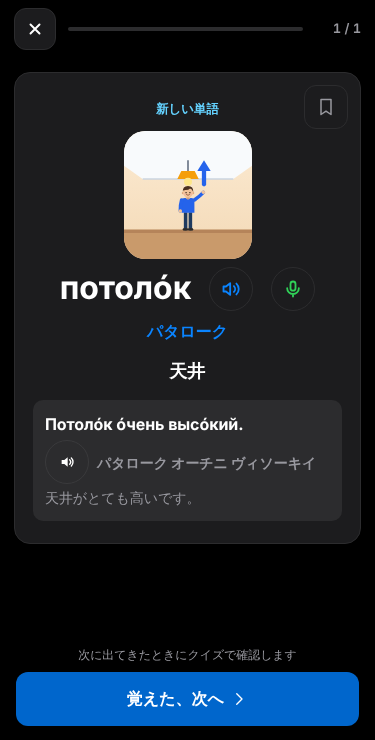 1 / 1
新しい単語
потоло́к
パタローク
天井
Потоло́к о́чень высо́кий.
パタローク オーチニ ヴィソーキイ
天井がとても高いです。
次に出てきたときにクイズで確認します
覚えた、次へ